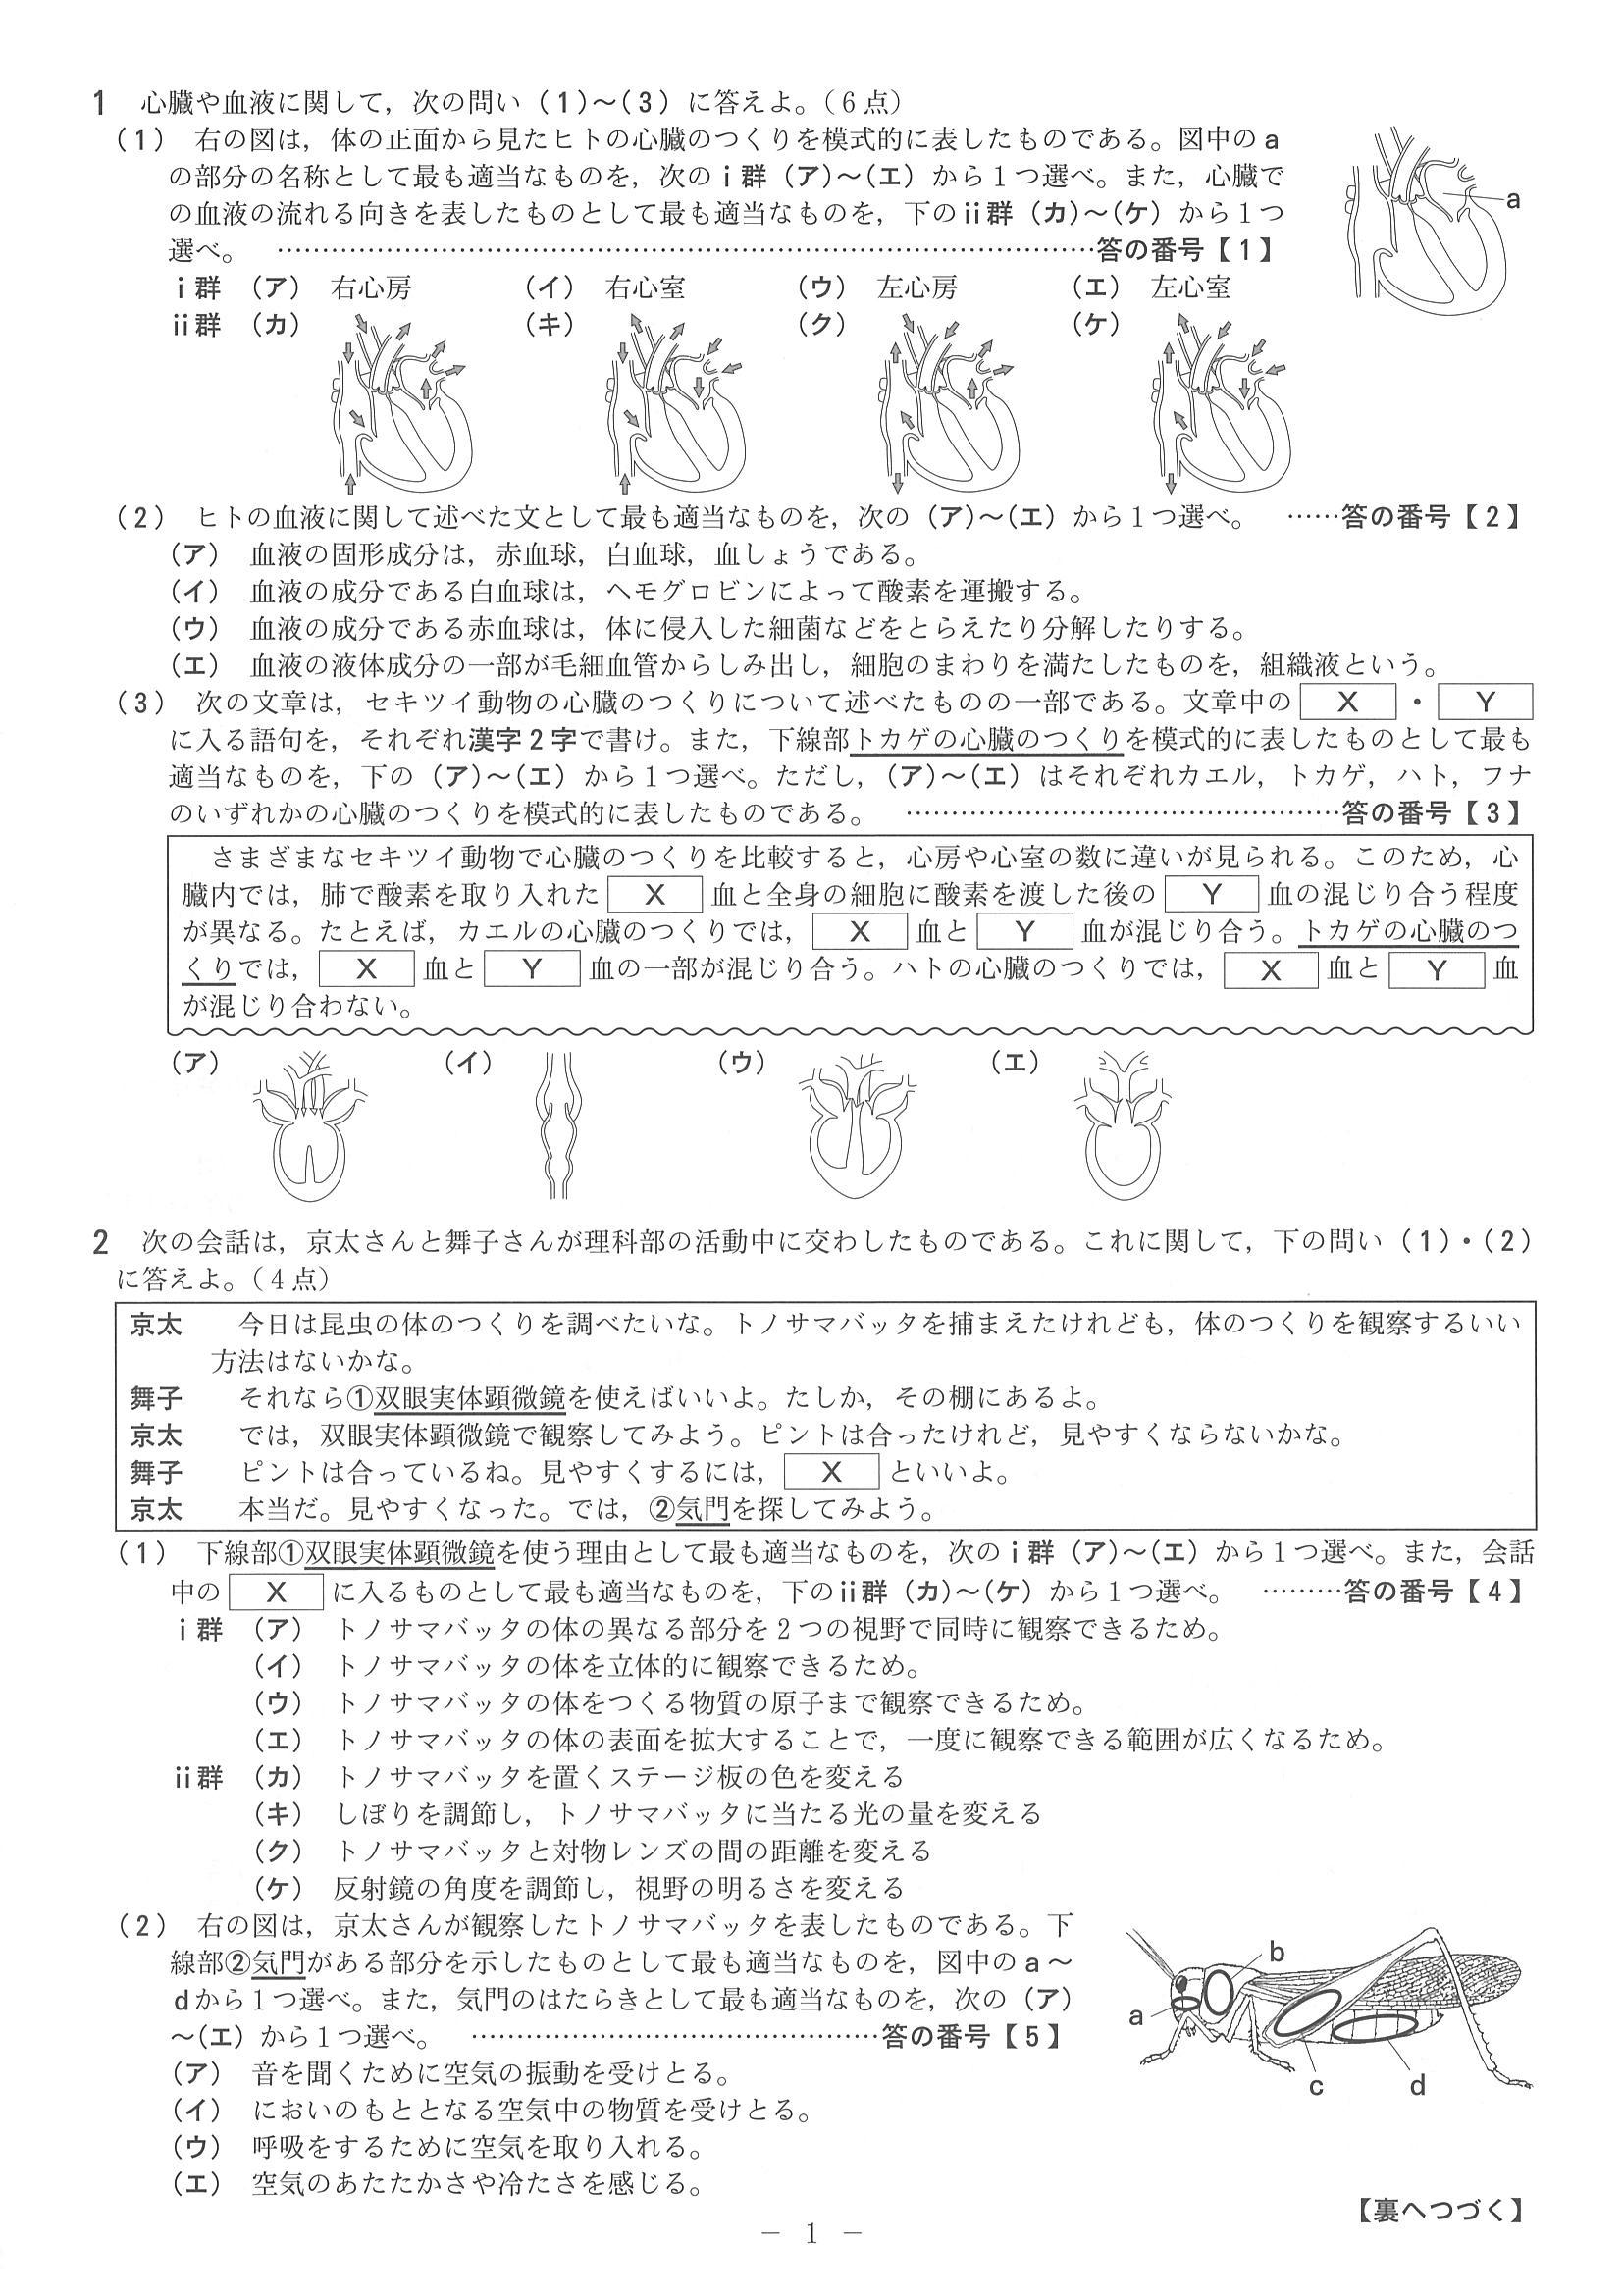 1　心臓や血液に関して，次の問い（1）～（3）に答えよ。（6点）
（1）　右の図は，体の正面から見たヒトの心臓のつくりを模式的に表したものである。図中のa
の部分の名称として最も適当なものを，次のⅰ群（ア）～（エ）から1つ選べ。また，心臓で
の血液の流れる向きを表したものとして最も適当なものを，下のⅱ群（カ）～（ケ）から1つ
選べ。　……………………………………………………………………………答の番号【1】
a
ⅰ群　（ア）　右心房　（イ）　右心室　（ウ）　左心房　（エ）　左心室
ⅱ群　（カ）　（キ）　（ク）　（ケ）
（2）　ヒトの血液に関して述べた文として最も適当なものを，次の（ア）～（エ）から1つ選べ。　……答の番号【2】
（ア）　血液の固形成分は，赤血球，白血球，血しょうである。
（イ）　血液の成分である白血球は，ヘモグロビンによって酸素を運搬する。
（ウ）　血液の成分である赤血球は，体に侵入した細菌などをとらえたり分解したりする。
（エ）　血液の液体成分の一部が毛細血管からしみ出し，細胞のまわりを満たしたものを，組織液という。
（3）　次の文章は，セキツイ動物の心臓のつくりについて述べたものの一部である。文章中の X ・ Y
に入る語句を，それぞれ漢字2字で書け。また，下線部トカゲの心臓のつくりを模式的に表したものとして最も
適当なものを，下の（ア）～（エ）から1つ選べ。ただし，（ア）～（エ）はそれぞれカエル，トカゲ，ハト，フナ
のいずれかの心臓のつくりを模式的に表したものである。　…………………………………………答の番号【3】
さまざまなセキツイ動物で心臓のつくりを比較すると，心房や心室の数に違いが見られる。このため，心
臓内では，肺で酸素を取り入れた X 血と全身の細胞に酸素を渡した後の Y 血の混じり合う程度
が異なる。たとえば，カエルの心臓のつくりでは， X 血と Y 血が混じり合う。トカゲの心臓のつ
くりでは， X 血と Y 血の一部が混じり合う。ハトの心臓のつくりでは， X 血と Y 血
が混じり合わない。
（ア）　（イ）　（ウ）　（エ）
2　次の会話は，京太さんと舞子さんが理科部の活動中に交わしたものである。これに関して，下の問い（1）・（2）
に答えよ。（4点）
京太　今日は昆虫の体のつくりを調べたいな。トノサマバッタを捕まえたけれども，体のつくりを観察するいい
方法はないかな。
舞子　それなら①双眼実体顕微鏡を使えばいいよ。たしか，その棚にあるよ。
京太　では，双眼実体顕微鏡で観察してみよう。ピントは合ったけれど，見やすくならないかな。
舞子　ピントは合っているね。見やすくするには， X といいよ。
京太　本当だ。見やすくなった。では，②気門を探してみよう。
（1）　下線部①双眼実体顕微鏡を使う理由として最も適当なものを，次のⅰ群（ア）～（エ）から1つ選べ。また，会話
中の X に入るものとして最も適当なものを，下のⅱ群（カ）～（ケ）から1つ選べ。　………答の番号【4】
ⅰ群　（ア）　トノサマバッタの体の異なる部分を2つの視野で同時に観察できるため。
（イ）　トノサマバッタの体を立体的に観察できるため。
（ウ）　トノサマバッタの体をつくる物質の原子まで観察できるため。
（エ）　トノサマバッタの体の表面を拡大することで，一度に観察できる範囲が広くなるため。
ⅱ群　（カ）　トノサマバッタを置くステージ板の色を変える
（キ）　しぼりを調節し，トノサマバッタに当たる光の量を変える
（ク）　トノサマバッタと対物レンズの間の距離を変える
（ケ）　反射鏡の角度を調節し，視野の明るさを変える
（2）　右の図は，京太さんが観察したトノサマバッタを表したものである。下
線部②気門がある部分を示したものとして最も適当なものを，図中のa～
dから1つ選べ。また，気門のはたらきとして最も適当なものを，次の（ア）
～（エ）から1つ選べ。　………………………………………答の番号【5】
a
b
c
d
（ア）　音を聞くために空気の振動を受けとる。
（イ）　においのもととなる空気中の物質を受けとる。
（ウ）　呼吸をするために空気を取り入れる。
（エ）　空気のあたたかさや冷たさを感じる。
【裏へつづく】
－ 1 －